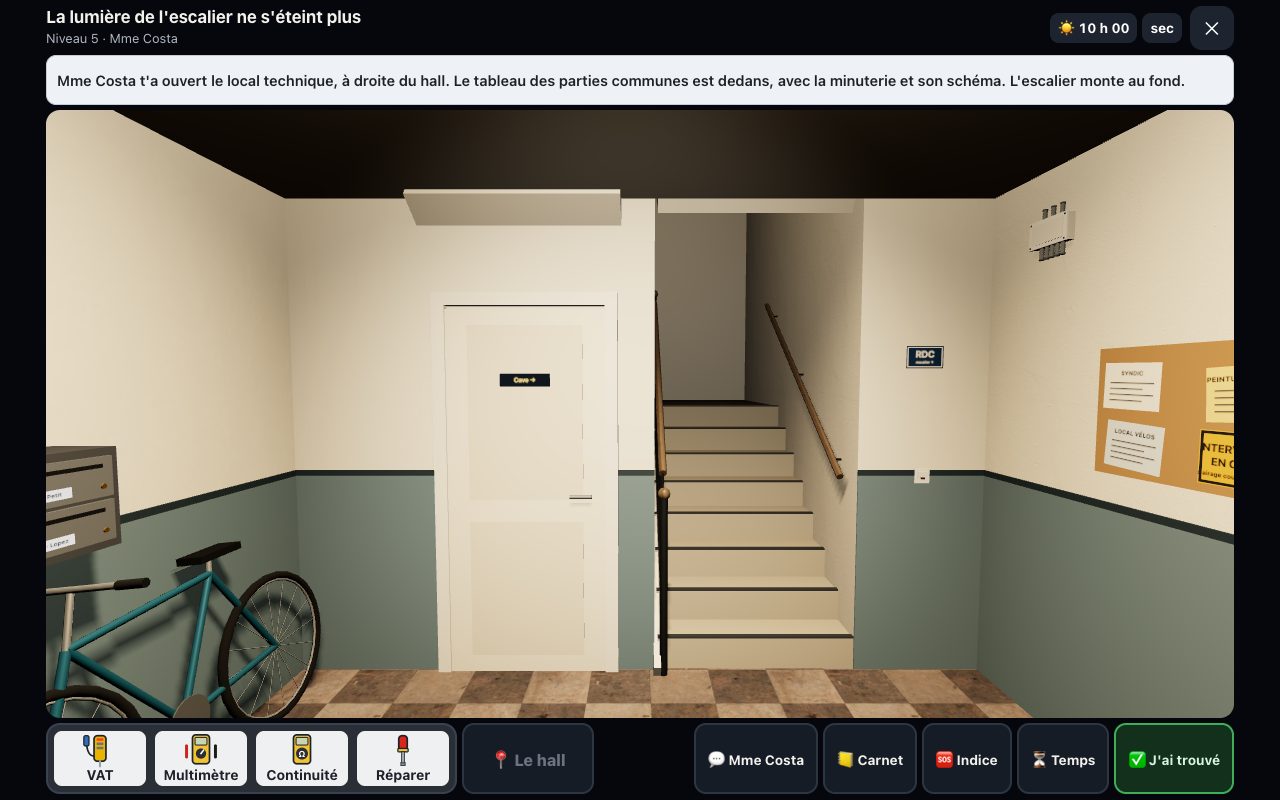 La lumière de l'escalier ne s'éteint plus
Niveau 5 · Mme Costa
☀️ 10 h 00
sec
Mme Costa t'a ouvert le local technique, à droite du hall. Le tableau des parties communes est dedans, avec la minuterie et son schéma. L'escalier monte au fond.
Cave →
RDC
SYNDIC
PEINTU
LOCAL VÉLOS
INTERV
EN C
Petit
Lopez
VAT
Multimètre
Continuité
Réparer
📍 Le hall
💬 Mme Costa
📒 Carnet
🆘 Indice
⏳ Temps
✅ J'ai trouvé